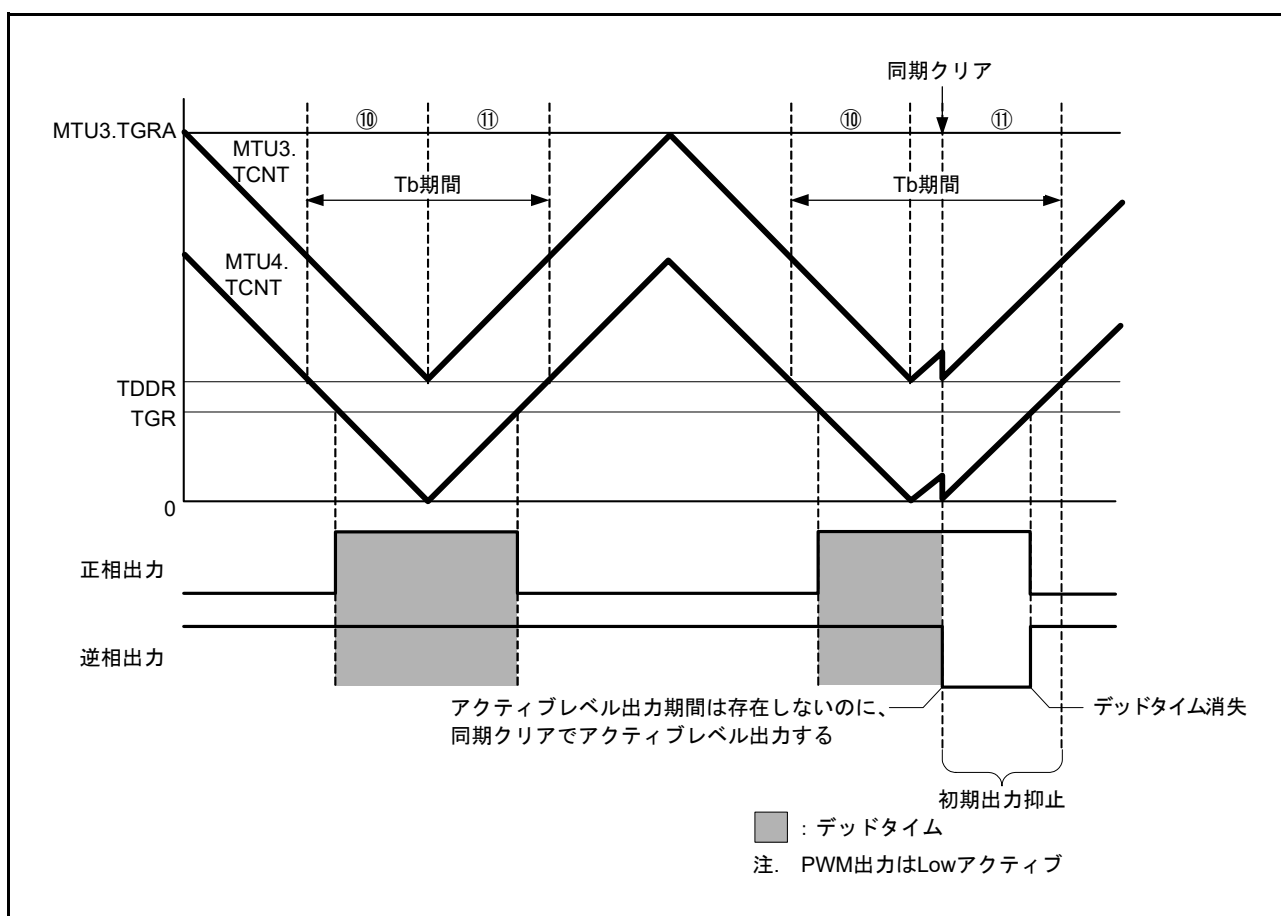 同期クリア
⑩
⑪
⑩
⑪
MTU3.TGRA
MTU3.
TCNT
Tb期間
Tb期間
MTU4.
TCNT
TDDR
TGR
0
正相出力
逆相出力
アクティブレベル出力期間は存在しないのに、
同期クリアでアクティブレベル出力する
デッドタイム消失
初期出力抑止
: デッドタイム
注. PWM出力はLowアクティブ